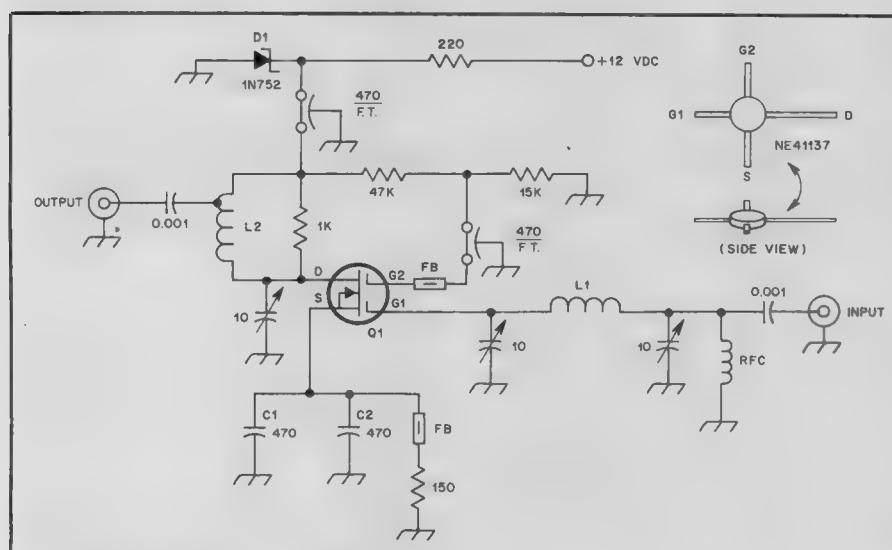 D1
1N752
220
+12 VDC
470
F.T.
G2
G1
D
NE41137
S
(SIDE VIEW)
OUTPUT
0.001
L2
47K
15K
1K
470
F.T.
10
D
S
G2
G1
FB
Q1
L1
0.001
INPUT
10
10
RFC
C1
470
C2
470
FB
150